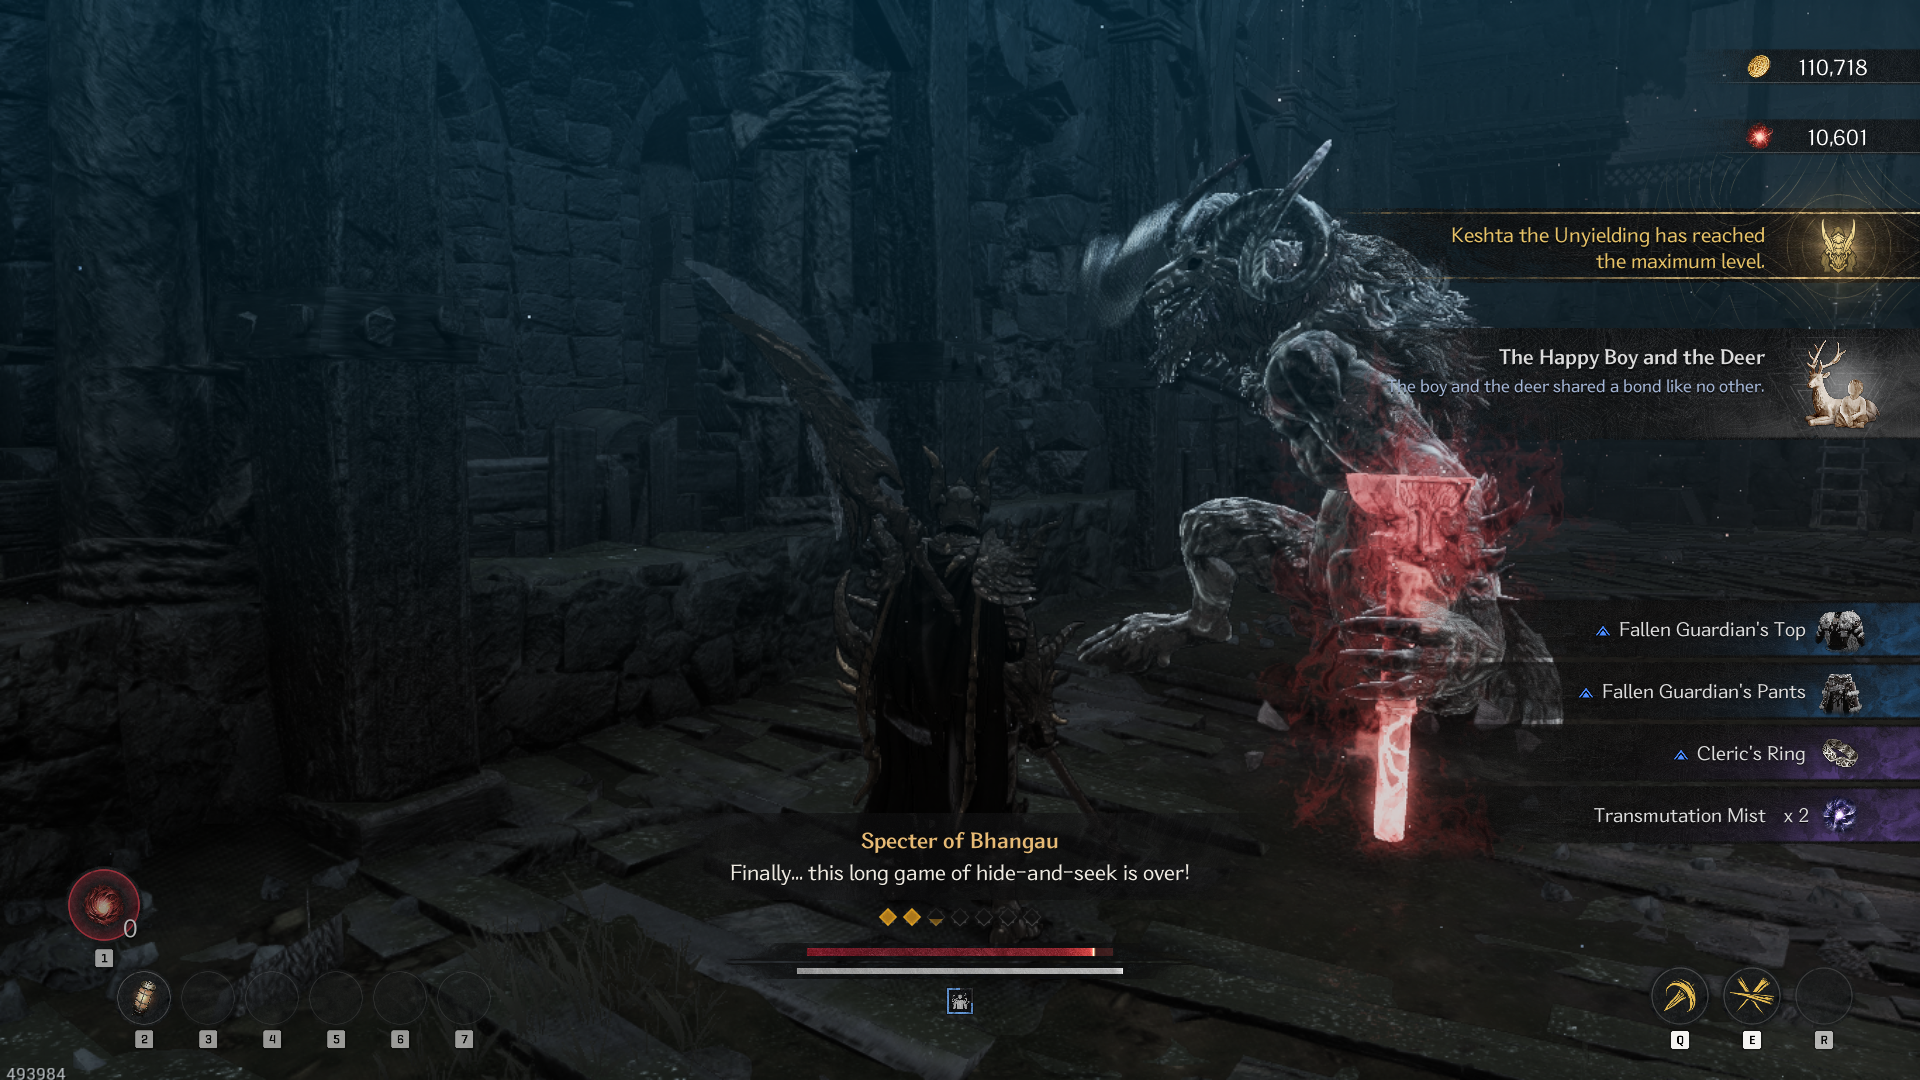 110,718
10,601
Keshta the Unyielding has reached
the maximum level.
The Happy Boy and the Deer
The boy and the deer shared a bond like no other.
Fallen Guardian's Top
Fallen Guardian's Pants
Cleric's Ring
Transmutation Mist x 2
Specter of Bhangau
Finally... this long game of hide-and-seek is over!
0
1
2 3 4 5 6 7
Q E R
493984